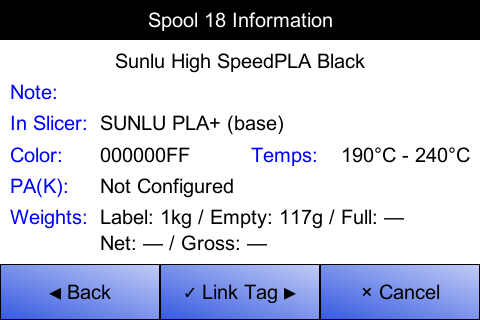 Spool 18 Information
Sunlu High SpeedPLA Black
Note:
In Slicer: SUNLU PLA+ (base)
Color: 000000FF Temps: 190°C - 240°C
PA(K): Not Configured
Weights: Label: 1kg / Empty: 117g / Full: —
Net: — / Gross: —
◀ Back ✓ Link Tag ▶ × Cancel